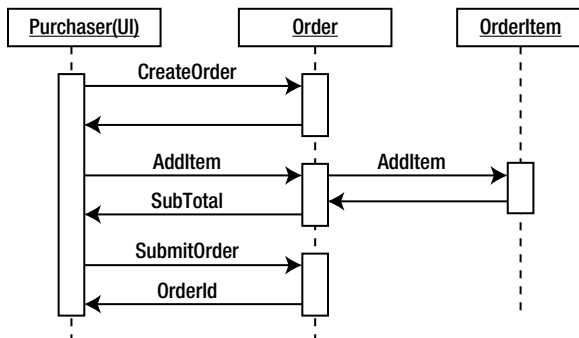 Purchaser(UI)
Order
OrderItem
CreateOrder
AddItem
AddItem
SubTotal
SubmitOrder
OrderId